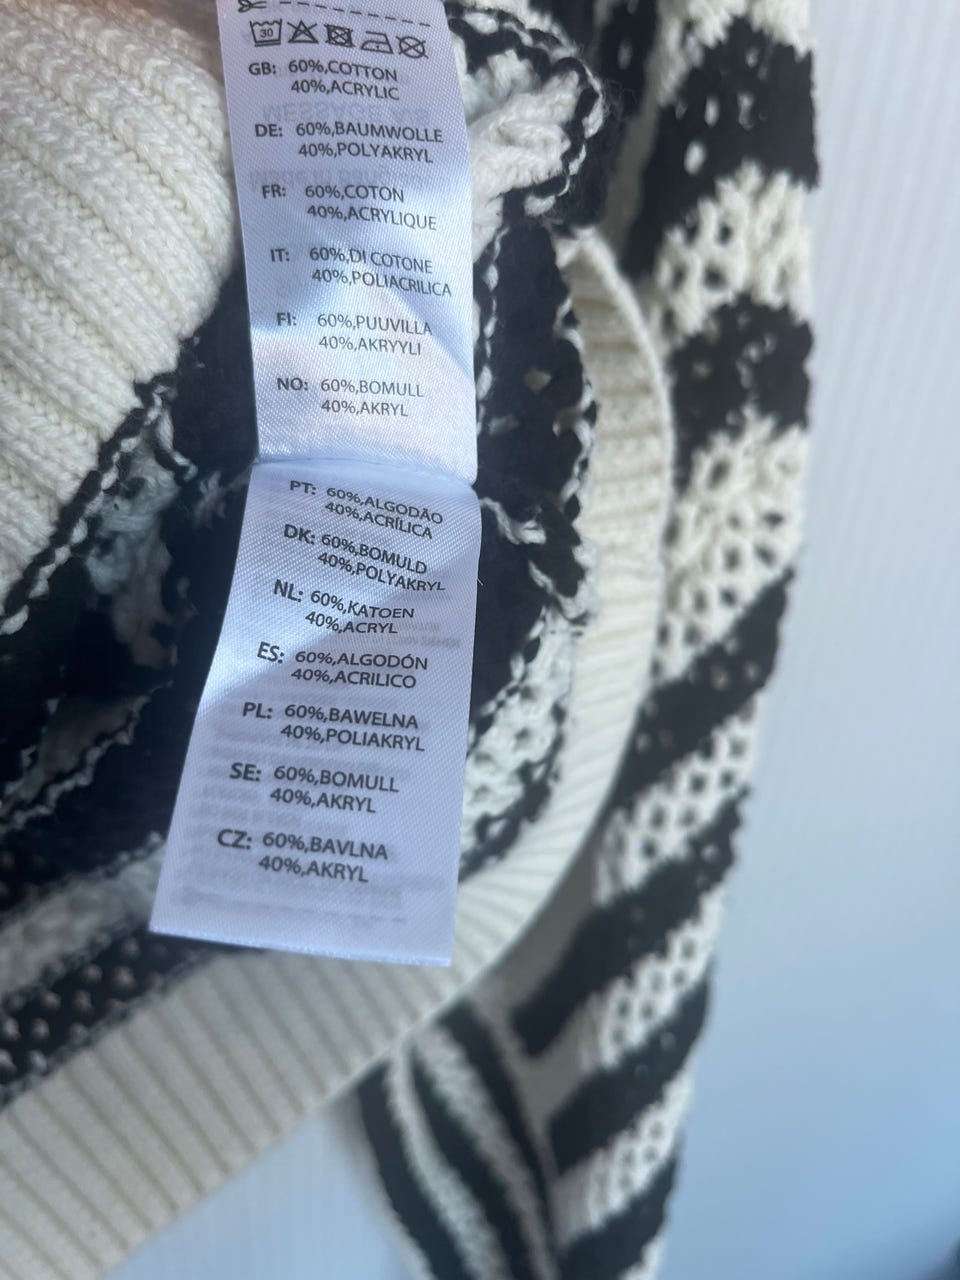 30
GB: 60%,COTTON
40%,ACRYLIC
DE: 60%,BAUMWOLLE
40%,POLYAKRYL
FR: 60%,COTON
40%,ACRYLIQUE
IT: 60%,DI COTONE
40%,POLIACRILICA
FI: 60%,PUUVILLA
40%,AKRYYLI
NO: 60%,BOMULL
40%,AKRYL
PT: 60%,ALGODÃO
40%,ACRÍLICA
DK: 60%,BOMULD
40%,POLYAKRYL
NL: 60%,KATOEN
40%,ACRYL
ES: 60%,ALGODÓN
40%,ACRILICO
PL: 60%,BAWELNA
40%,POLIAKRYL
SE: 60%,BOMULL
40%,AKRYL
CZ: 60%,BAVLNA
40%,AKRYL